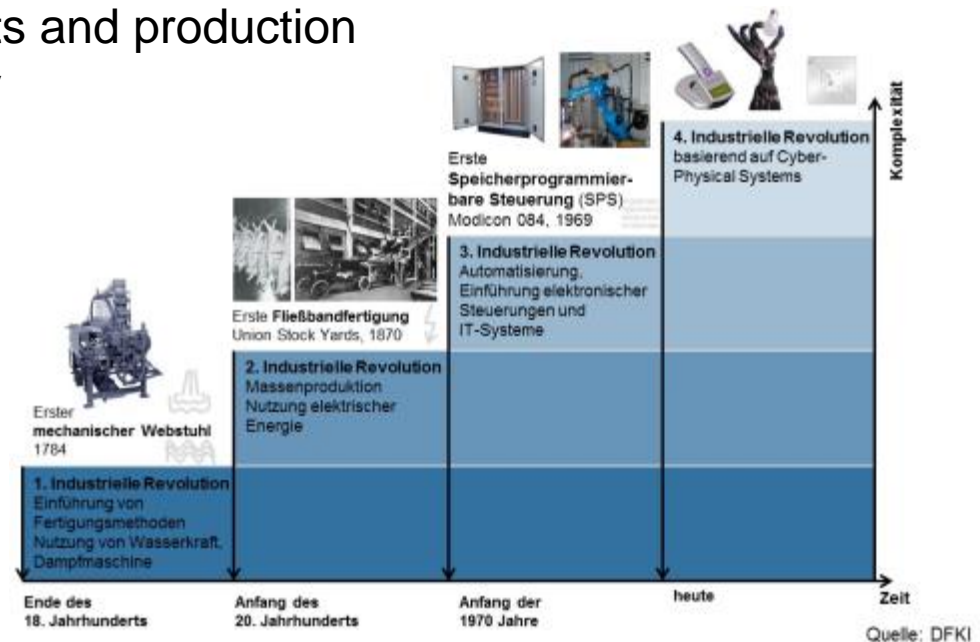 ts and production
4. Industrielle Revolution
basierend auf Cyber-
Physical Systems
Komplexität
Erste
Speicherprogrammier-
bare Steuerung (SPS)
Modicon 084, 1969
3. Industrielle Revolution
Automatisierung,
Einführung elektronischer
Steuerungen und
IT-Systeme
Erste Fließbandfertigung
Union Stock Yards, 1870
2. Industrielle Revolution
Massenproduktion
Nutzung elektrischer
Energie
Erster
mechanischer Webstuhl
1784
1. Industrielle Revolution
Einführung von
Fertigungsmethoden
Nutzung von Wasserkraft,
Dampfmaschine
Ende des
18. Jahrhunderts
Anfang des
20. Jahrhunderts
Anfang der
1970 Jahre
heute
Zeit
Quelle: DFKI